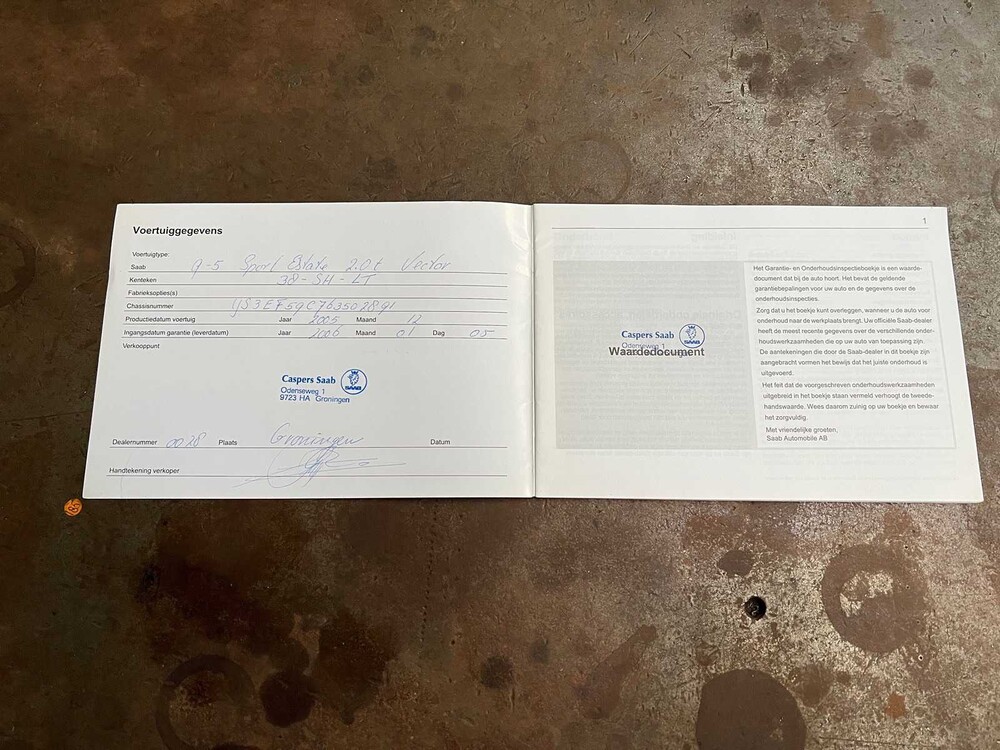 Voertuiggegevens
Voertuigtype:
Saab 9-5 Sport Estate 2.0t Vector
Kenteken 38-SH-LT
Fabrieksopties(s)
Chassisnummer YS3EF59C763502891
Productiedatum voertuig Jaar 2005 Maand 12
Ingangsdatum garantie (leverdatum) Jaar 2006 Maand 01 Dag 05
Verkooppunt
Caspers Saab
SAAB
Odenseweg 1
9723 HA Groningen
Dealernummer 0028 Plaats Groningen Datum
Handtekening verkoper
1
Caspers Saab
SAAB
Odenseweg 1
Waardedocument
Het Garantie- en Onderhoudsinspectieboekje is een waarde-
document dat bij de auto hoort. Het bevat de geldende
garantiebepalingen voor uw auto en de gegevens over de
onderhoudsinspecties.
Zorg dat u het boekje kunt overleggen, wanneer u de auto voor
onderhoud naar de werkplaats brengt. Uw officiële Saab-dealer
heeft de meest recente gegevens over de verschillende onder-
houdswerkzaamheden die op uw auto van toepassing zijn.
De aantekeningen die door de Saab-dealer in dit boekje zijn
aangebracht vormen het bewijs dat het juiste onderhoud is
uitgevoerd.
Het feit dat de voorgeschreven onderhoudswerkzaamheden
uitgebreid in het boekje staan vermeld verhoogt de tweede-
handswaarde. Wees daarom zuinig op uw boekje en bewaar
het zorgvuldig.
Met vriendelijke groeten,
Saab Automobile AB